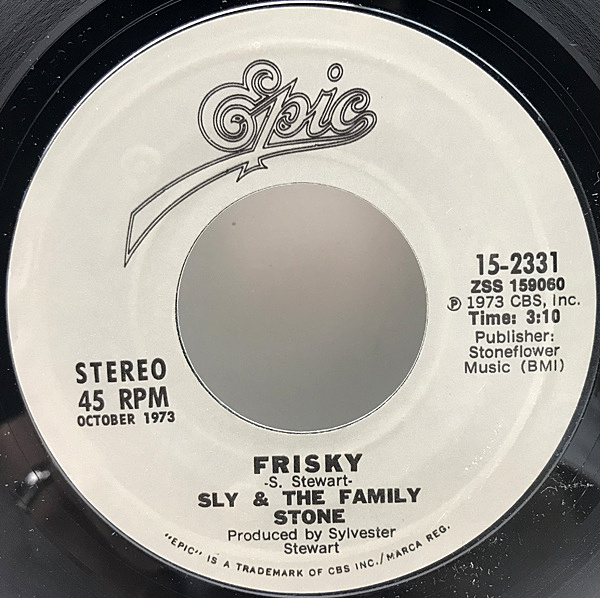 Epic
15-2331
ZSS 159060
℗ 1973 CBS, Inc.
Time: 3:10
Publisher:
Stoneflower
Music (BMI)
STEREO
45 RPM
OCTOBER 1973
FRISKY
-S. Stewart-
SLY & THE FAMILY
STONE
Produced by Sylvester
Stewart
"EPIC" IS A TRADEMARK OF CBS INC./MARCA REG.